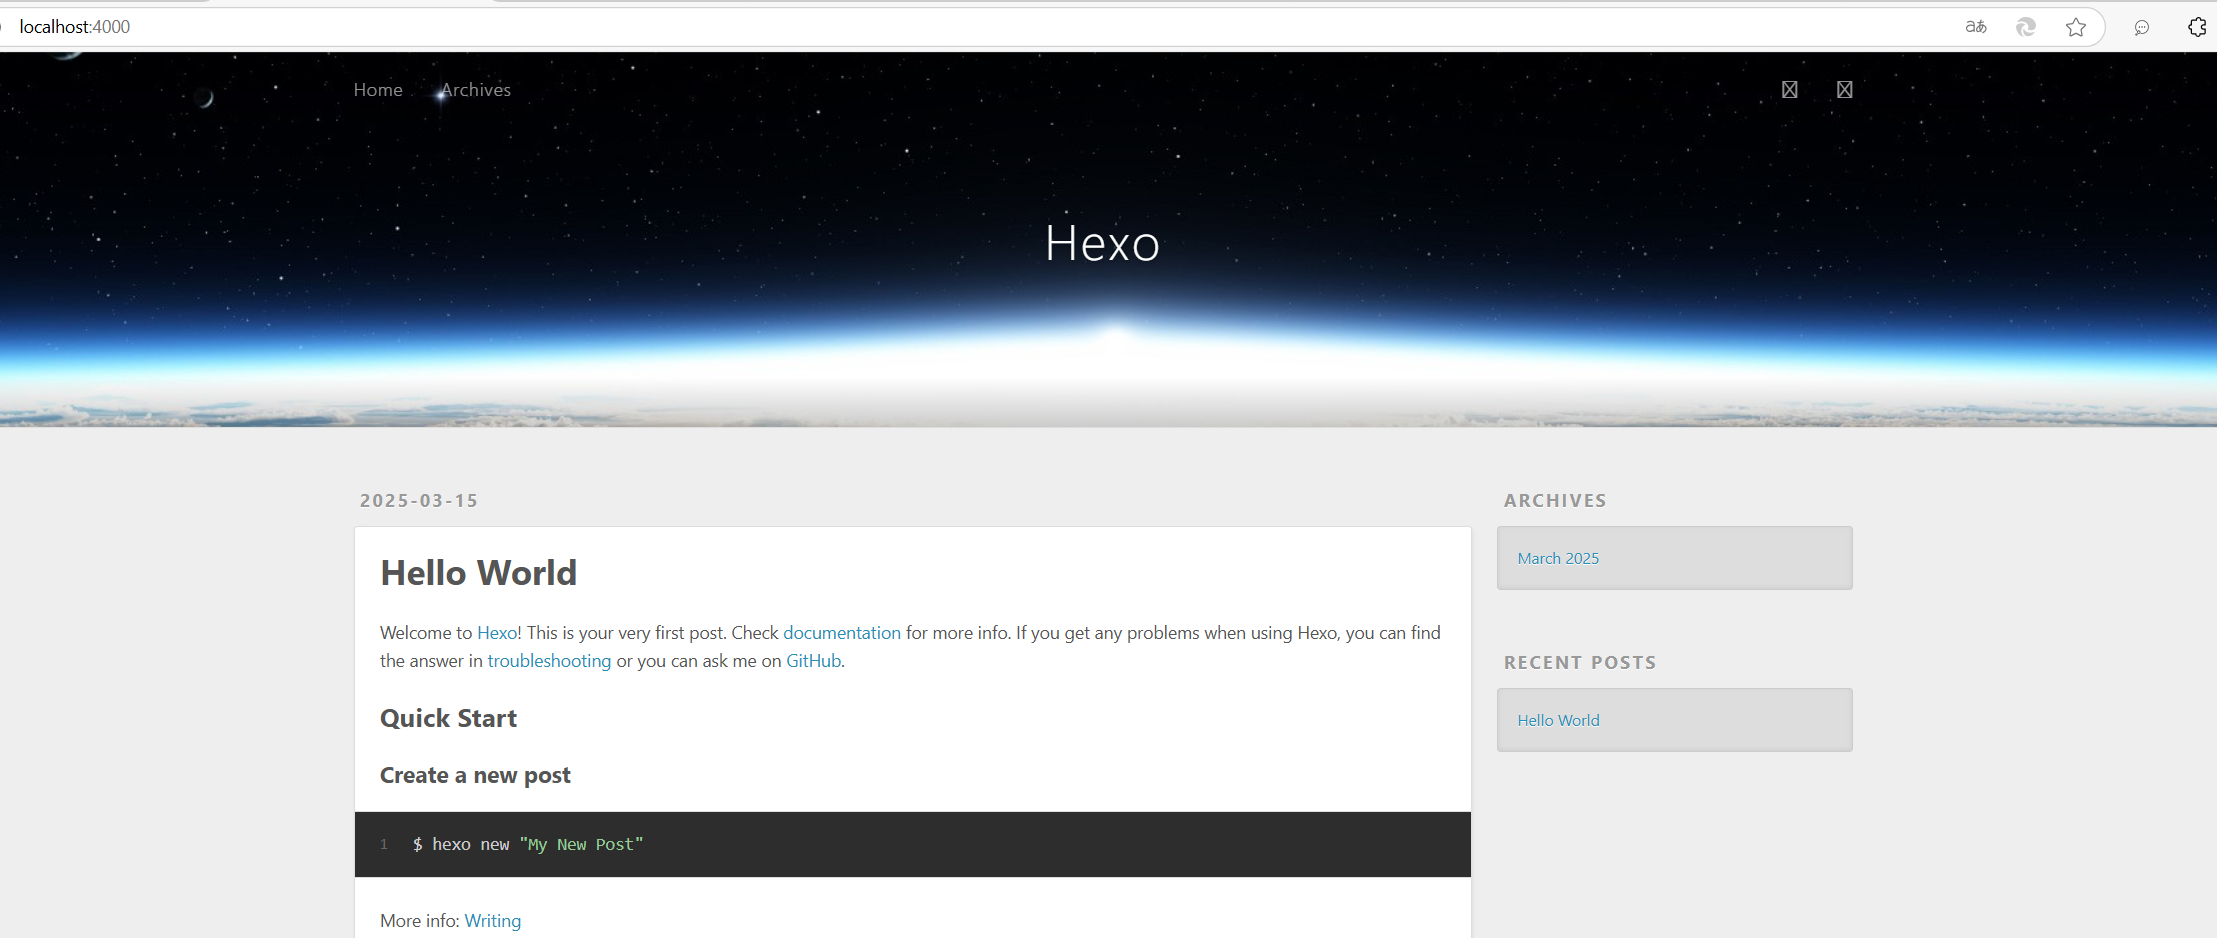 localhost:4000
Home Archives
Hexo
2025-03-15
Hello World
Welcome to Hexo! This is your very first post. Check documentation for more info. If you get any problems when using Hexo, you can find
the answer in troubleshooting or you can ask me on GitHub.
Quick Start
Create a new post
1 $ hexo new "My New Post"
More info: Writing
ARCHIVES
March 2025
RECENT POSTS
Hello World